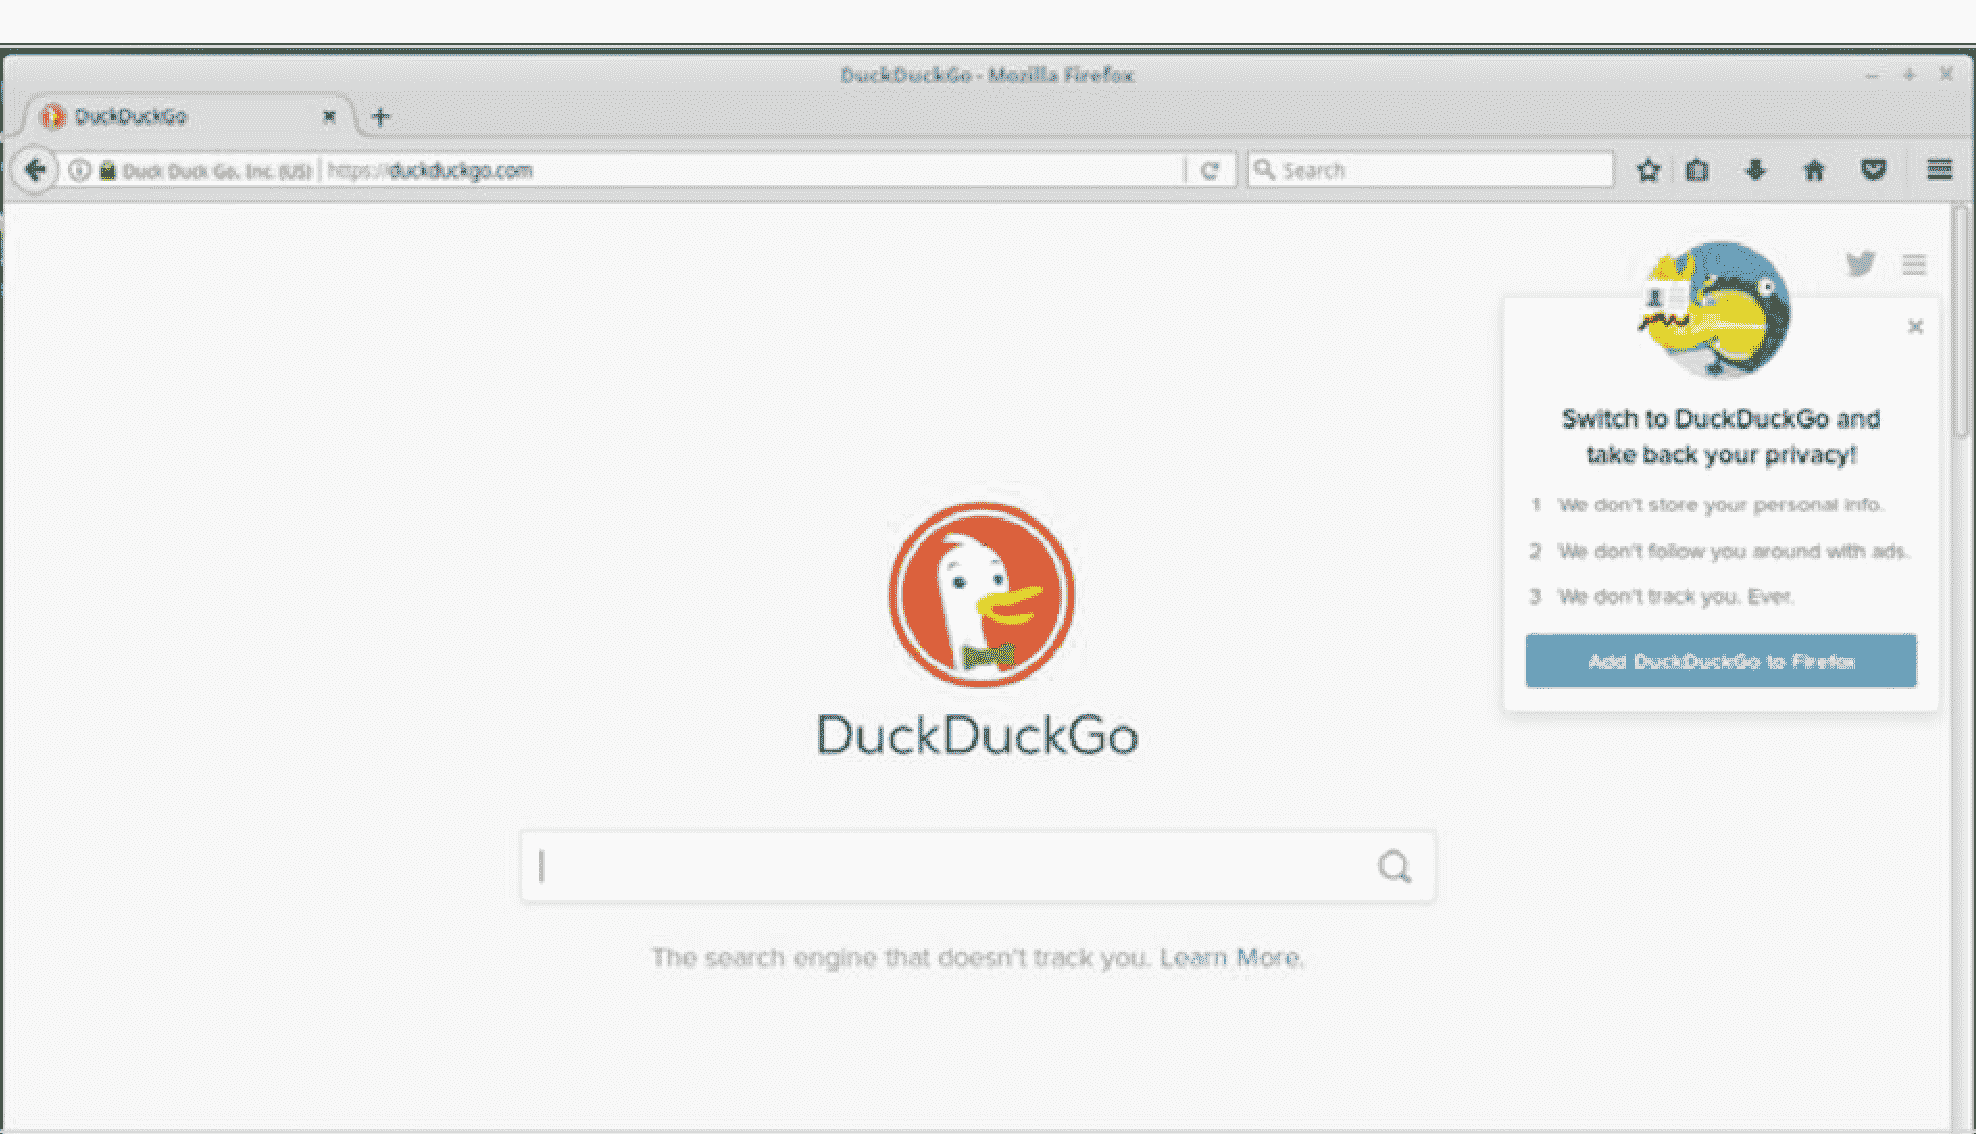 DuckDuckGo - Mozilla Firefox
DuckDuckGo
Duck Duck Go, Inc. (US) https://duckduckgo.com Search
Switch to DuckDuckGo and
take back your privacy!
1 We don't store your personal info.
2 We don't follow you around with ads.
3 We don't track you. Ever.
Add DuckDuckGo to Firefox
DuckDuckGo
The search engine that doesn't track you. Learn More.